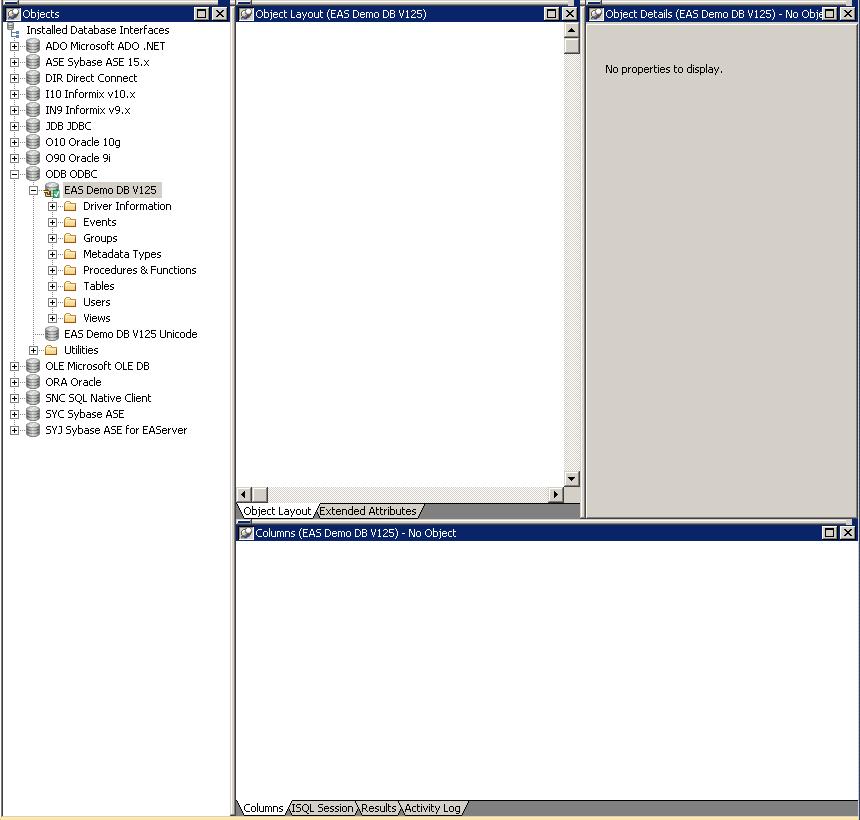 Objects
Installed Database Interfaces
ADO Microsoft ADO .NET
ASE Sybase ASE 15.x
DIR Direct Connect
I10 Informix v10.x
IN9 Informix v9.x
JDB JDBC
O10 Oracle 10g
O90 Oracle 9i
ODB ODBC
EAS Demo DB V125
Driver Information
Events
Groups
Metadata Types
Procedures & Functions
Tables
Users
Views
EAS Demo DB V125 Unicode
Utilities
OLE Microsoft OLE DB
ORA Oracle
SNC SQL Native Client
SYC Sybase ASE
SYJ Sybase ASE for EAServer
Object Layout (EAS Demo DB V125)
Object Layout
Extended Attributes
Object Details (EAS Demo DB V125) - No Obje
No properties to display.
Columns (EAS Demo DB V125) - No Object
Columns
ISQL Session
Results
Activity Log